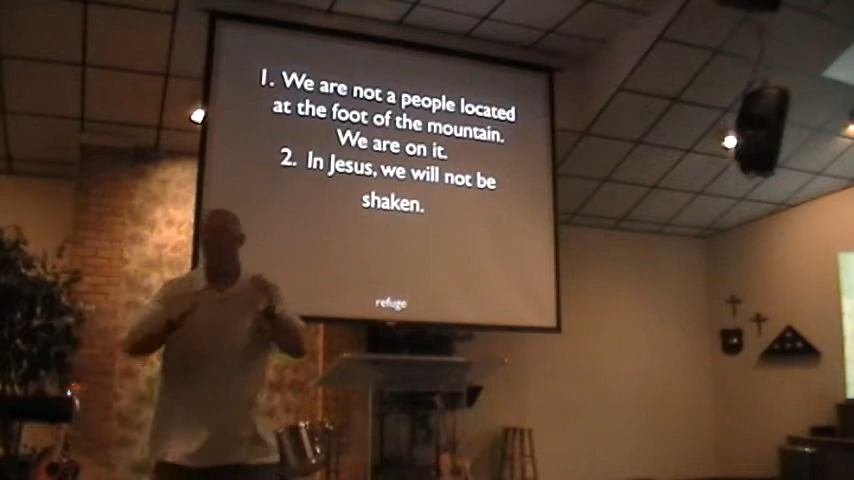 1. We are not a people located
at the foot of the mountain.
We are on it.
2. In Jesus, we will not be
shaken.
refuge